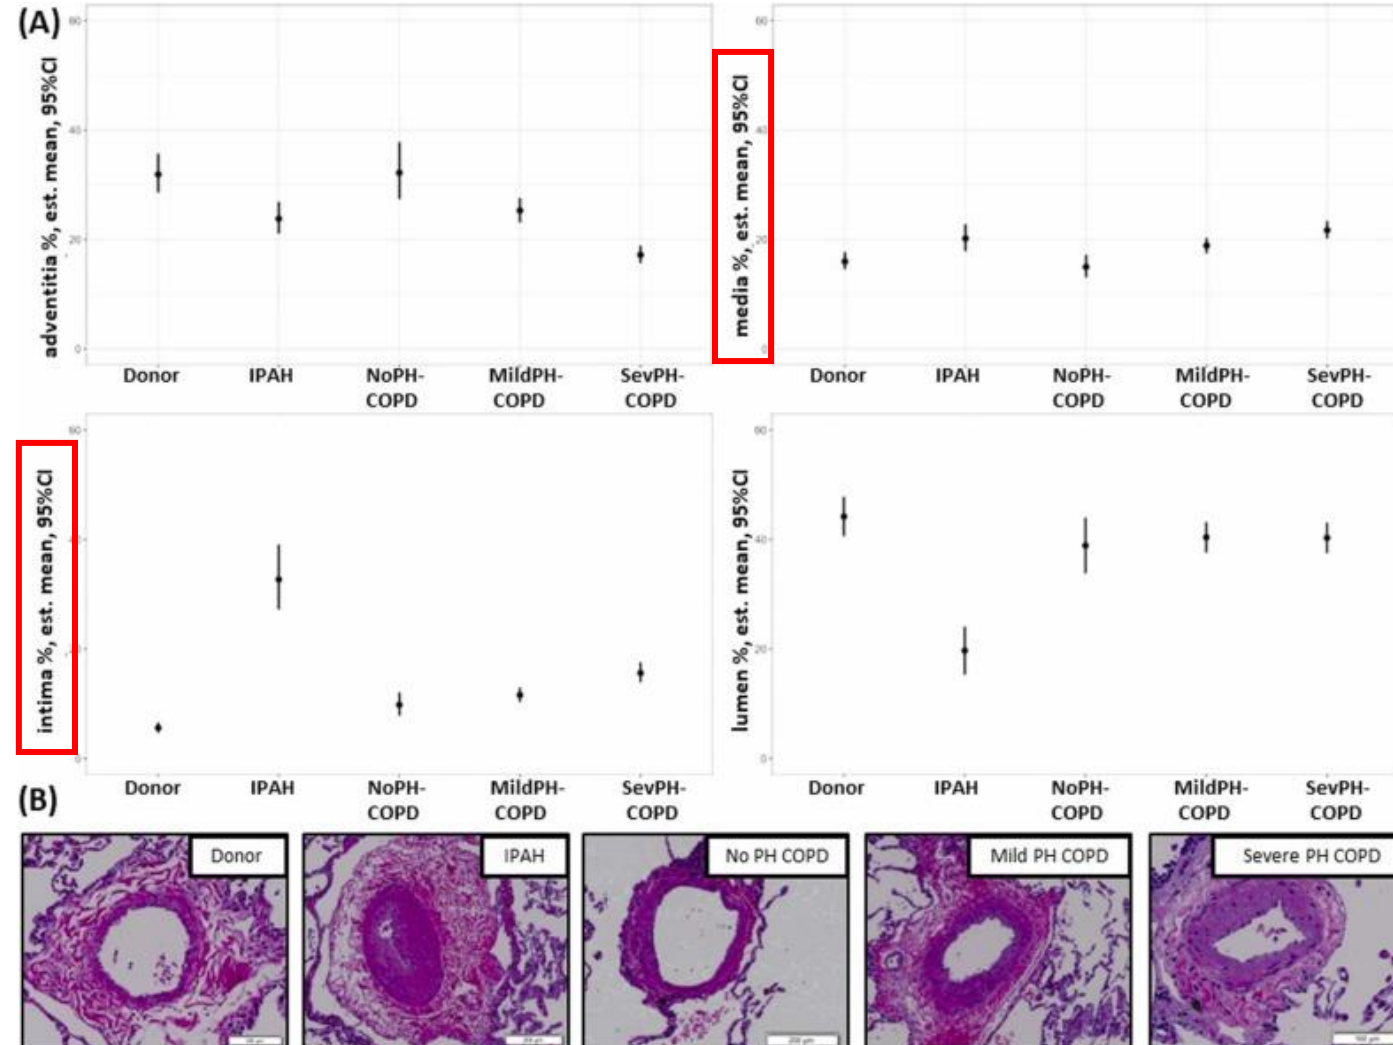 (A)
adventitia %, est. mean, 95%CI
60
40
20
0
Donor IPAH NoPH-COPD MildPH-COPD SevPH-COPD
media %, est. mean, 95%CI
60
40
20
0
Donor IPAH NoPH-COPD MildPH-COPD SevPH-COPD
intima %, est. mean, 95%CI
60
0
Donor IPAH NoPH-COPD MildPH-COPD SevPH-COPD
lumen %, est. mean, 95%CI
60
40
20
0
Donor IPAH NoPH-COPD MildPH-COPD SevPH-COPD
(B)
Donor
IPAH
No PH COPD
Mild PH COPD
Severe PH COPD